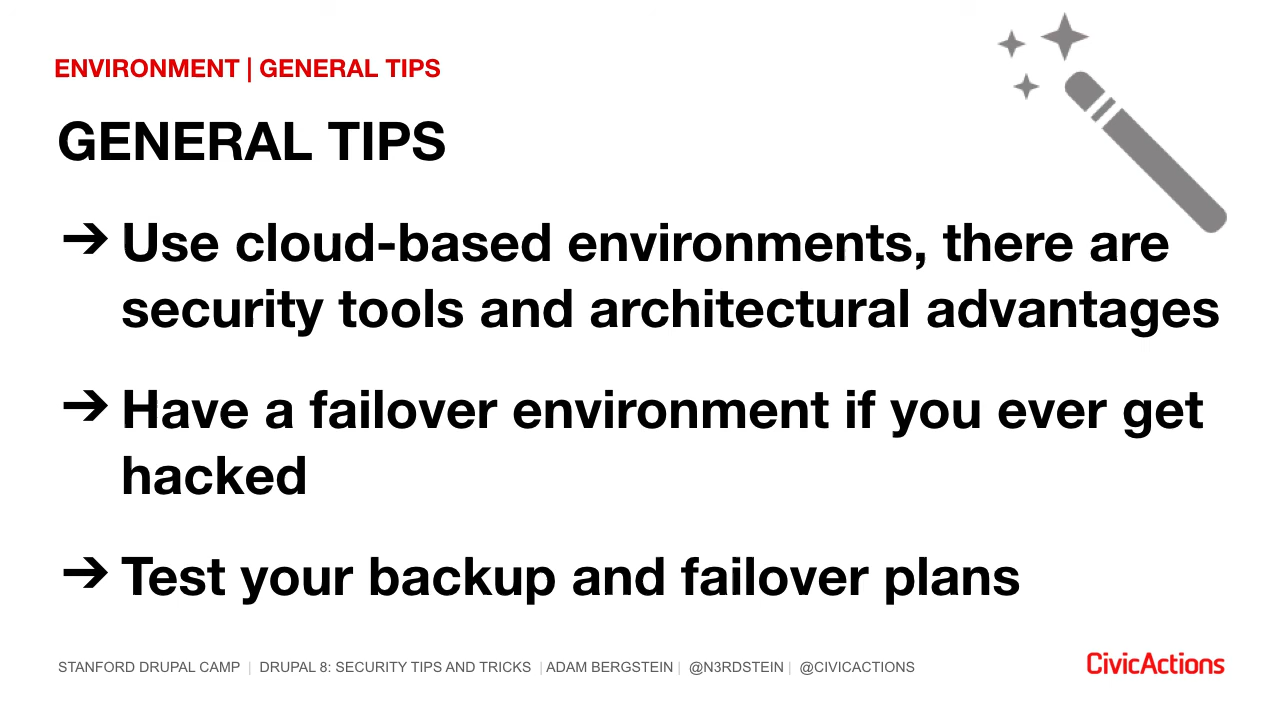 ENVIRONMENT | GENERAL TIPS
GENERAL TIPS
➔ Use cloud-based environments, there are
security tools and architectural advantages
➔ Have a failover environment if you ever get
hacked
➔ Test your backup and failover plans
STANFORD DRUPAL CAMP | DRUPAL 8: SECURITY TIPS AND TRICKS | ADAM BERGSTEIN | @N3RDSTEIN | @CIVICACTIONS
CivicActions